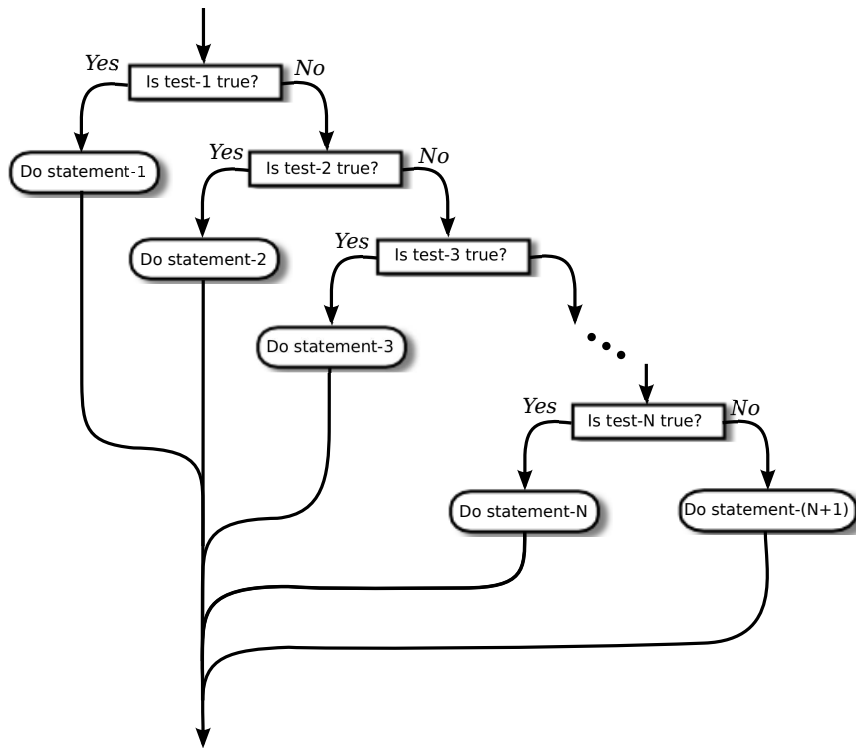 Yes
No
Is test-1 true?
Do statement-1
Yes
No
Is test-2 true?
Do statement-2
Yes
Is test-3 true?
Do statement-3
Yes
No
Is test-N true?
Do statement-N
Do statement-(N+1)